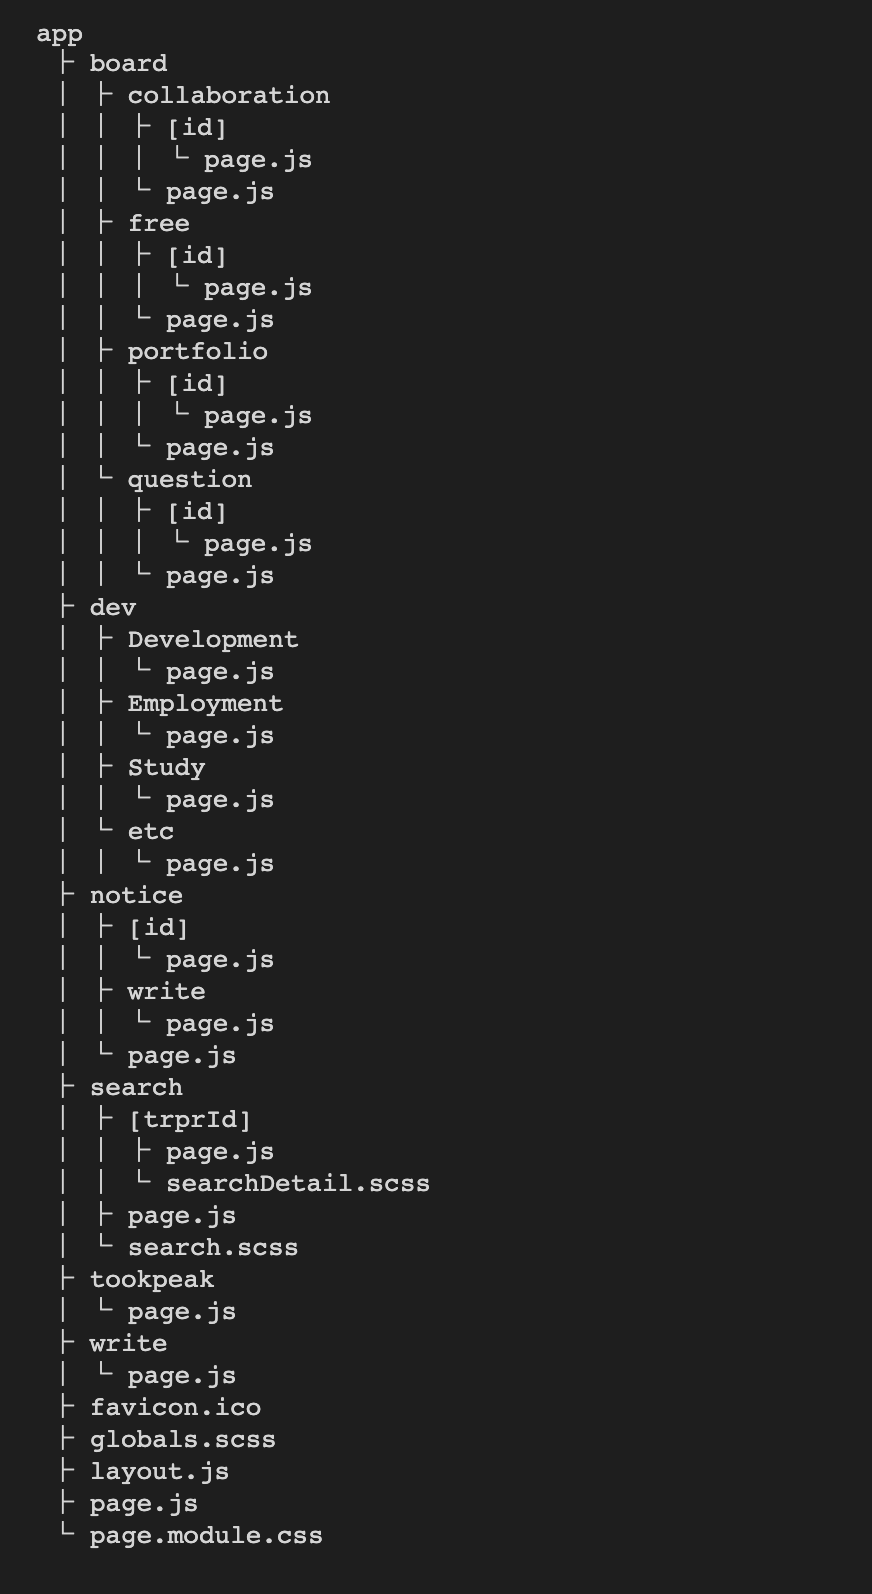 app
├ board
│ ├ collaboration
│ │ ├ [id]
│ │ │ └ page.js
│ │ └ page.js
│ ├ free
│ │ ├ [id]
│ │ │ └ page.js
│ │ └ page.js
│ ├ portfolio
│ │ ├ [id]
│ │ │ └ page.js
│ │ └ page.js
│ └ question
│ │ ├ [id]
│ │ │ └ page.js
│ │ └ page.js
├ dev
│ ├ Development
│ │ └ page.js
│ ├ Employment
│ │ └ page.js
│ ├ Study
│ │ └ page.js
│ └ etc
│ │ └ page.js
├ notice
│ ├ [id]
│ │ └ page.js
│ ├ write
│ │ └ page.js
│ └ page.js
├ search
│ ├ [trprId]
│ │ ├ page.js
│ │ └ searchDetail.scss
│ ├ page.js
│ └ search.scss
├ tookpeak
│ └ page.js
├ write
│ └ page.js
├ favicon.ico
├ globals.scss
├ layout.js
├ page.js
└ page.module.css